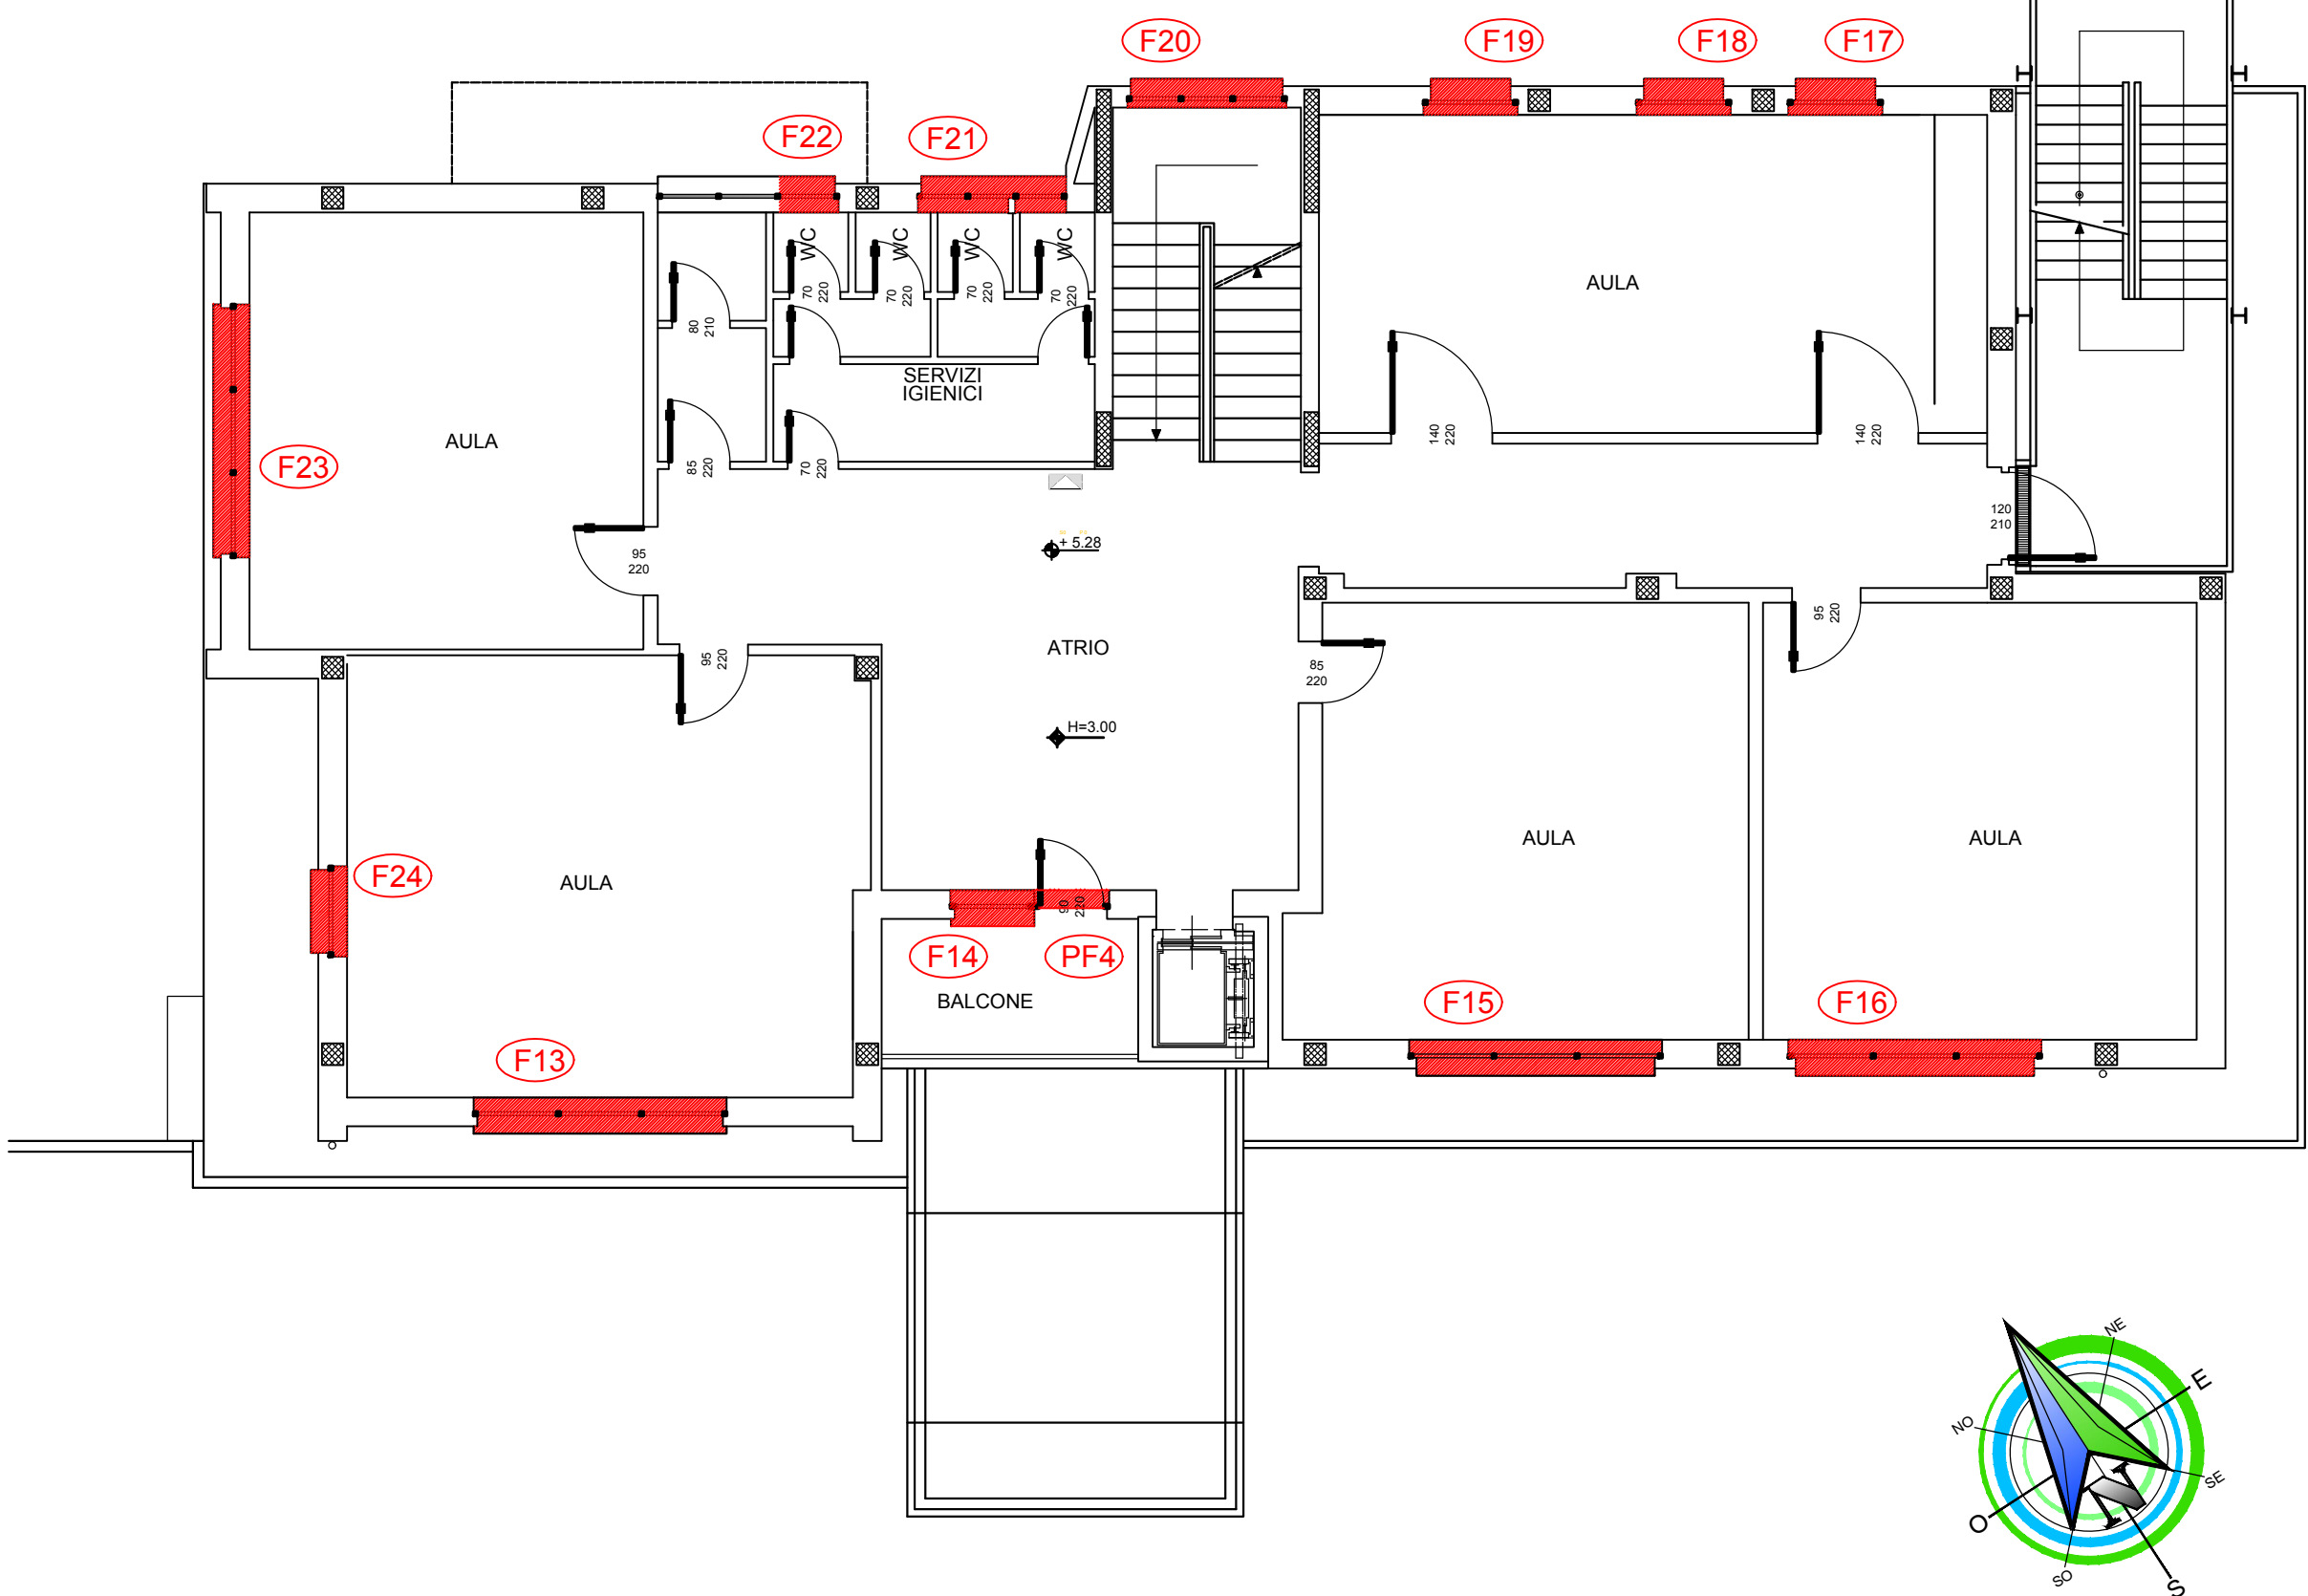 F20
F19
F18
F17
F22
F21
WC
WC
WC
WC
70
220
70
220
70
220
70
220
80
210
AULA
SERVIZI
IGIENICI
AULA
F23
85
220
70
220
140
220
140
220
120
210
95
220
+ 5.28
95
220
95
220
ATRIO
85
220
H=3.00
AULA
AULA
F24
AULA
90
220
F14
PF4
BALCONE
F15
F16
F13
NE
E
NO
SE
N
O
SO
S